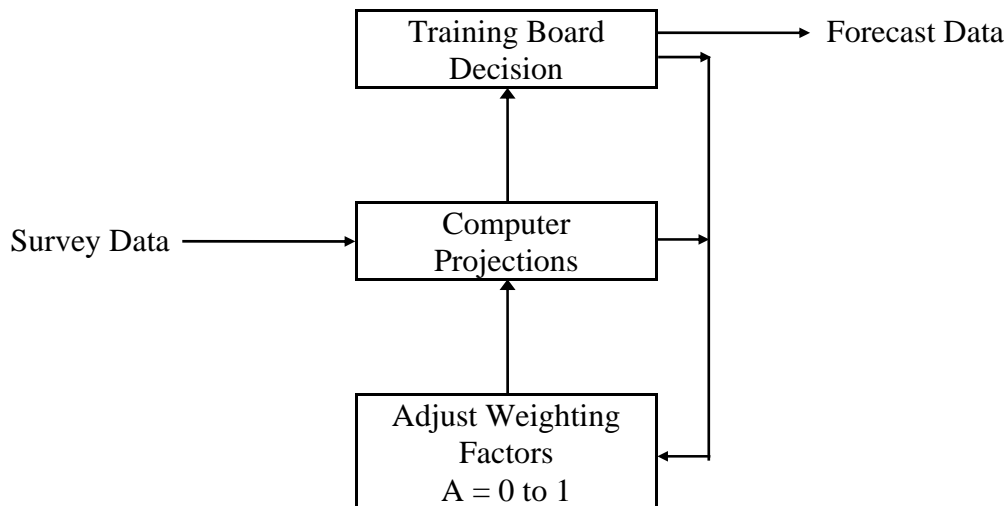 Training Board
Decision
Forecast Data
Survey Data
Computer
Projections
Adjust Weighting
Factors
A = 0 to 1